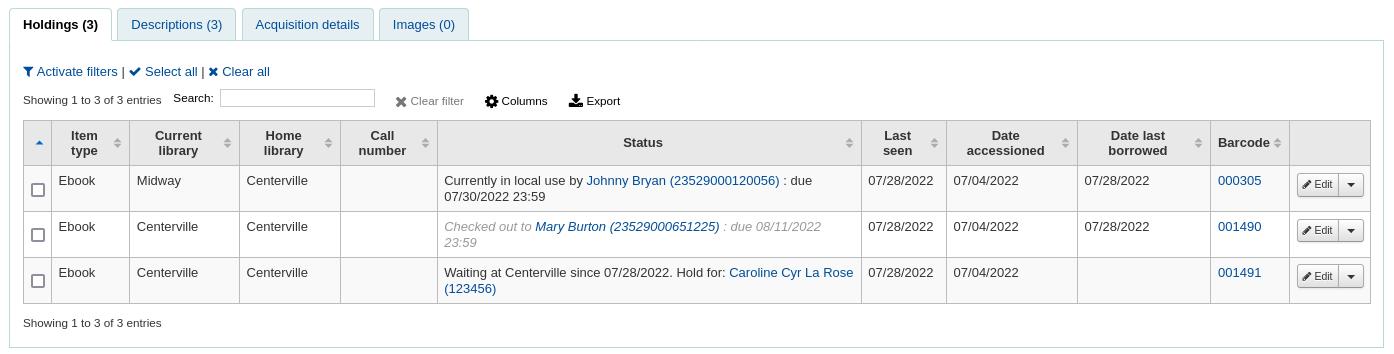 Holdings (3) Descriptions (3) Acquisition details Images (0)
Activate filters | Select all | Clear all
Showing 1 to 3 of 3 entries Search: Clear filter Columns Export
Item type Current library Home library Call number Status Last seen Date accessioned Date last borrowed Barcode
Ebook Midway Centerville Currently in local use by Johnny Bryan (23529000120056) : due 07/28/2022 07/04/2022 07/28/2022 000305 Edit
07/30/2022 23:59
Ebook Centerville Centerville Checked out to Mary Burton (23529000651225) : due 08/11/2022 07/28/2022 07/04/2022 07/28/2022 001490 Edit
23:59
Ebook Centerville Centerville Waiting at Centerville since 07/28/2022. Hold for: Caroline Cyr La Rose 07/28/2022 07/04/2022 001491 Edit
(123456)
Showing 1 to 3 of 3 entries